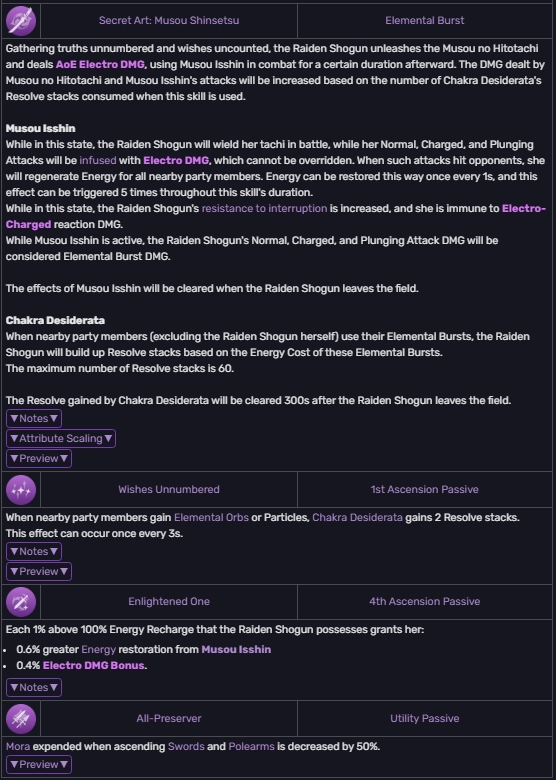 Secret Art: Musou Shinsetsu Elemental Burst
Gathering truths unnumbered and wishes uncounted, the Raiden Shogun unleashes the Musou no Hitotachi
and deals AoE Electro DMG, using Musou Isshin in combat for a certain duration afterward. The DMG dealt by
Musou no Hitotachi and Musou Isshin's attacks will be increased based on the number of Chakra Desiderata's
Resolve stacks consumed when this skill is used.
Musou Isshin
While in this state, the Raiden Shogun will wield her tachi in battle, while her Normal, Charged, and Plunging
Attacks will be infused with Electro DMG, which cannot be overridden. When such attacks hit opponents, she
will regenerate Energy for all nearby party members. Energy can be restored this way once every 1s, and this
effect can be triggered 5 times throughout this skill's duration.
While in this state, the Raiden Shogun's resistance to interruption is increased, and she is immune to Electro-
Charged reaction DMG.
While Musou Isshin is active, the Raiden Shogun's Normal, Charged, and Plunging Attack DMG will be
considered Elemental Burst DMG.
The effects of Musou Isshin will be cleared when the Raiden Shogun leaves the field.
Chakra Desiderata
When nearby party members (excluding the Raiden Shogun herself) use their Elemental Bursts, the Raiden
Shogun will build up Resolve stacks based on the Energy Cost of these Elemental Bursts.
The maximum number of Resolve stacks is 60.
The Resolve gained by Chakra Desiderata will be cleared 300s after the Raiden Shogun leaves the field.
▼Notes▼
▼Attribute Scaling▼
▼Preview▼
Wishes Unnumbered 1st Ascension Passive
When nearby party members gain Elemental Orbs or Particles, Chakra Desiderata gains 2 Resolve stacks.
This effect can occur once every 3s.
▼Notes▼
▼Preview▼
Enlightened One 4th Ascension Passive
Each 1% above 100% Energy Recharge that the Raiden Shogun possesses grants her:
• 0.6% greater Energy restoration from Musou Isshin
• 0.4% Electro DMG Bonus.
▼Notes▼
All-Preserver Utility Passive
Mora expended when ascending Swords and Polearms is decreased by 50%.
▼Preview▼